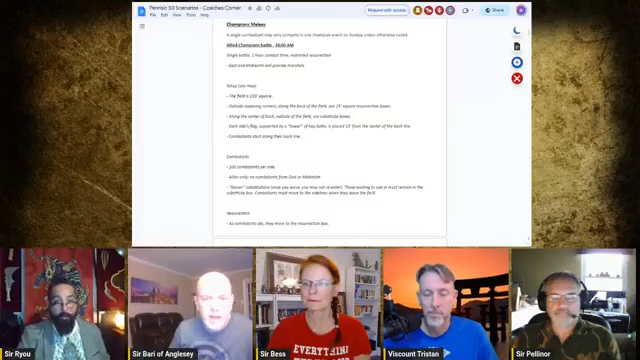 Pennsic 50 Scenarios - Coaches Corner
File Edit View Tools Help
Request edit access
Share
Champions Melees
A single combatant may only compete in one champion event on Sunday unless otherwise noted.
Allied Champions battle - 10:00 AM
Single battle, 1 hour combat time, restricted resurrection
- East and Midrealm will provide marshals
Setup (see map)
- The field is 150' square.
- Outside opposing corners, along the back of the field, are 15' square resurrection boxes.
- Along the center of back, outside of the field, are substitute boxes.
- Each side's flag, supported by a "tower" of hay bales, is placed 15' from the center of the back line.
- Combatants start along their back line.
Combatants
- 100 combatants per side
- Allies only; no combatants from East or Midrealm
- "Soccer" substitutions (once you leave, you may not re-enter). Those waiting to sub in must remain in the
substitute box. Combatants must move to the sidelines when they leave the field.
Resurrection
- As combatants die, they move to the resurrection box.
EVERYTHING
Sir Ryou
Sir Bari of Anglesey
Sir Bess
Viscount Tristan
Sir Pellinor